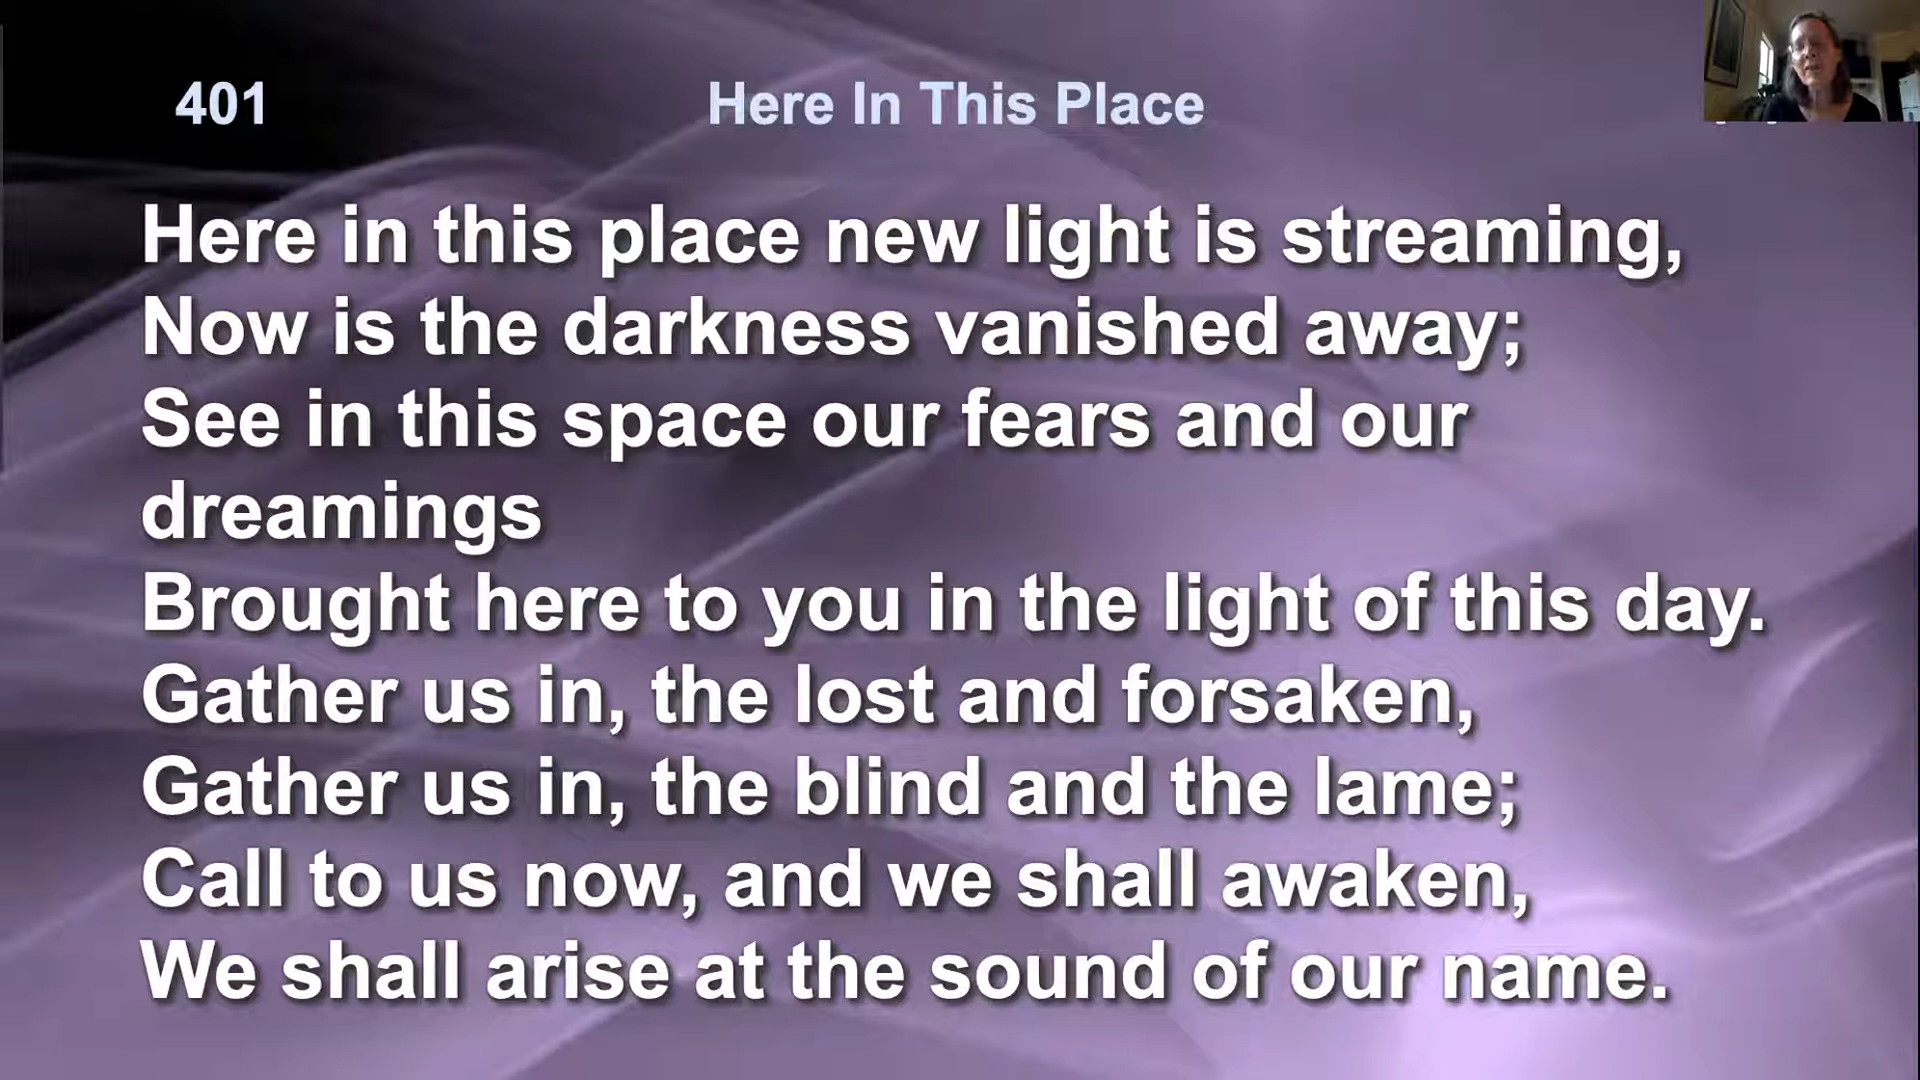 401
Here In This Place
Here in this place new light is streaming,
Now is the darkness vanished away;
See in this space our fears and our
dreamings
Brought here to you in the light of this day.
Gather us in, the lost and forsaken,
Gather us in, the blind and the lame;
Call to us now, and we shall awaken,
We shall arise at the sound of our name.